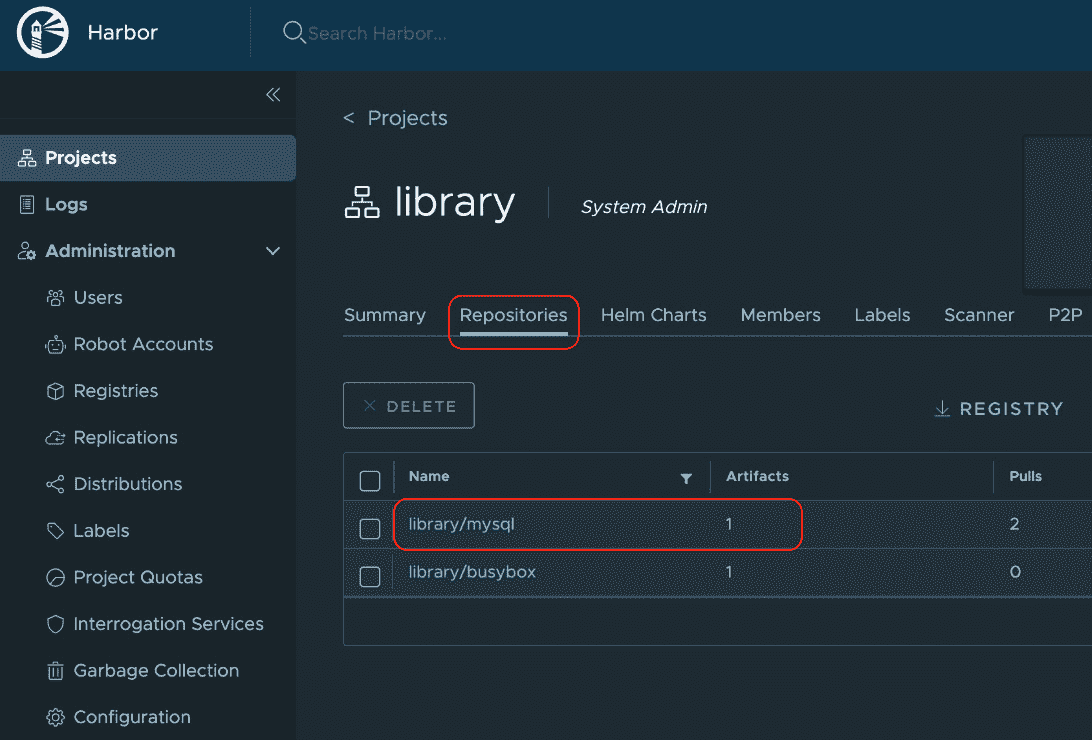 Harbor
Search Harbor...
Projects
Logs
Administration
Users
Robot Accounts
Registries
Replications
Distributions
Labels
Project Quotas
Interrogation Services
Garbage Collection
Configuration
< Projects
library System Admin
Summary Repositories Helm Charts Members Labels Scanner P2P
DELETE
REGISTRY
Name Artifacts Pulls
library/mysql 1 2
library/busybox 1 0